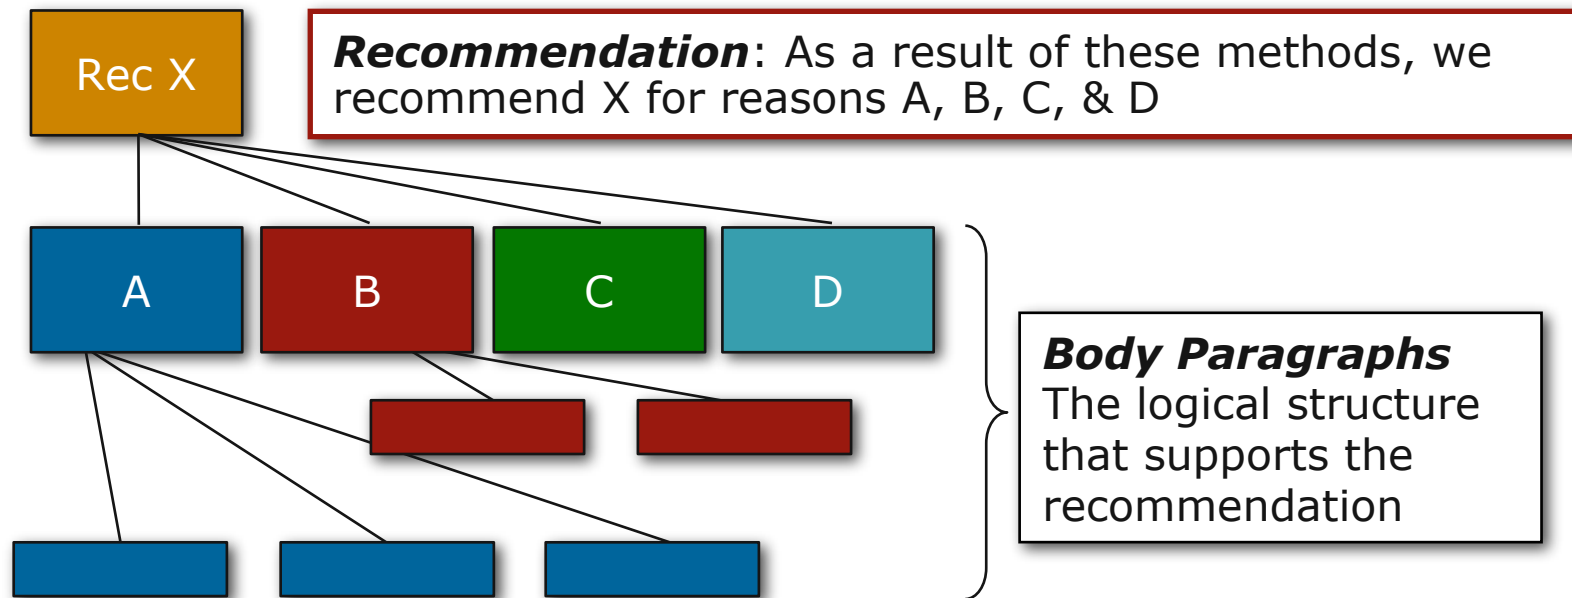 Rec X
Recommendation: As a result of these methods, we
recommend X for reasons A, B, C, & D
A
B
C
D
Body Paragraphs
The logical structure
that supports the
recommendation